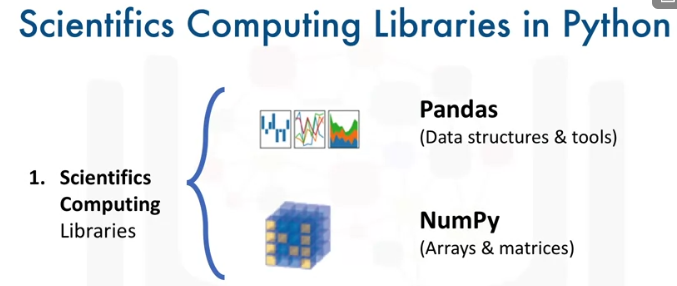 Scientifics Computing Libraries in Python
Pandas
(Data structures & tools)
1. Scientifics
Computing
Libraries
NumPy
(Arrays & matrices)